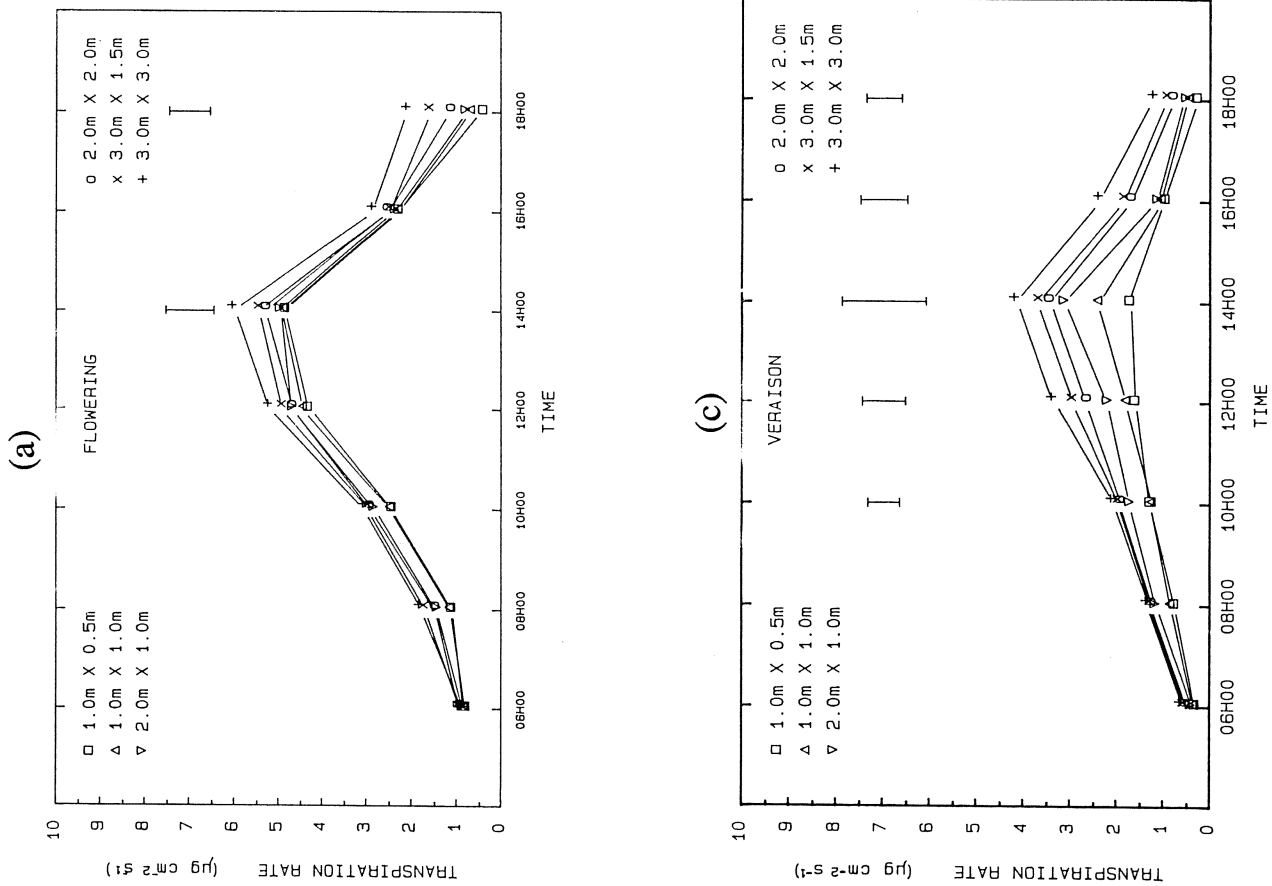 (a)
FLOWERING
□ 1.0m X 0.5m
△ 1.0m X 1.0m
▽ 2.0m X 1.0m
o 2.0m X 2.0m
x 3.0m X 1.5m
+ 3.0m X 3.0m
10
9
8
7
6
5
4
3
2
1
0
TRANSPIRATION RATE
(µg cm⁻² s¹)
06H00 08H00 10H00 12H00 14H00 16H00 18H00
TIME
(c)
VERAISON
□ 1.0m X 0.5m
△ 1.0m X 1.0m
▽ 2.0m X 1.0m
o 2.0m X 2.0m
x 3.0m X 1.5m
+ 3.0m X 3.0m
10
9
8
7
6
5
4
3
2
1
0
TRANSPIRATION RATE
(µg cm⁻² s⁻¹)
06H00 08H00 10H00 12H00 14H00 16H00 18H00
TIME